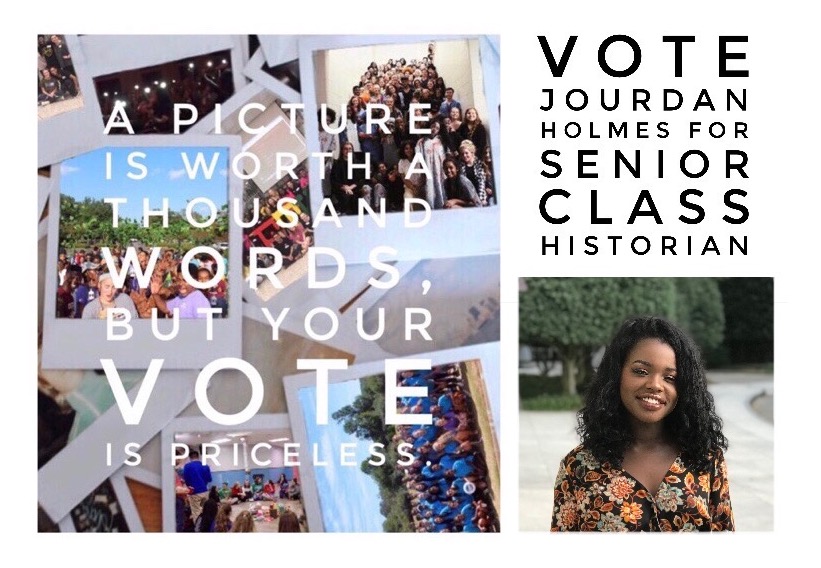 A PICTURE
IS WORTH A
THOUSAND
WORDS,
BUT YOUR
VOTE
IS PRICELESS.
VOTE
JOURDAN
HOLMES FOR
SENIOR
CLASS
HISTORIAN